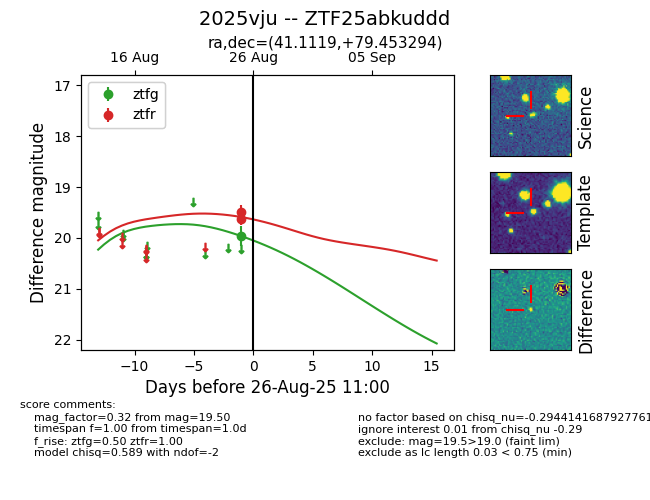 2025vju -- ZTF25abkuddd
ra,dec=(41.1119,+79.453294)
16 Aug
26 Aug
05 Sep
ztfg
ztfr
17
18
19
20
21
22
Difference magnitude
−10
−5
0
5
10
15
Days before 26-Aug-25 11:00
Science
Template
Difference
score comments:
mag_factor=0.32 from mag=19.50
timespan f=1.00 from timespan=1.0d
f_rise: ztfg=0.50 ztfr=1.00
model chisq=0.589 with ndof=-2
no factor based on chisq_nu=-0.2944141687927761
ignore interest 0.01 from chisq_nu -0.29
exclude: mag=19.5>19.0 (faint lim)
exclude as lc length 0.03 < 0.75 (min)